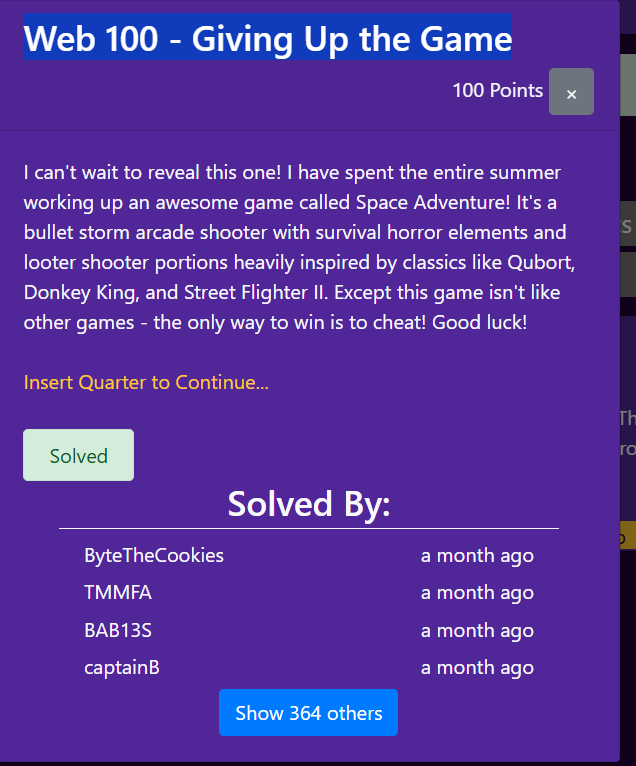 Web 100 - Giving Up the Game
100 Points ×
I can't wait to reveal this one! I have spent the entire summer
working up an awesome game called Space Adventure! It's a
bullet storm arcade shooter with survival horror elements and
looter shooter portions heavily inspired by classics like Qubort,
Donkey King, and Street Flighter II. Except this game isn't like
other games - the only way to win is to cheat! Good luck!
Insert Quarter to Continue...
Solved
Solved By:
ByteTheCookies a month ago
TMMFA a month ago
BAB13S a month ago
captainB a month ago
Show 364 others